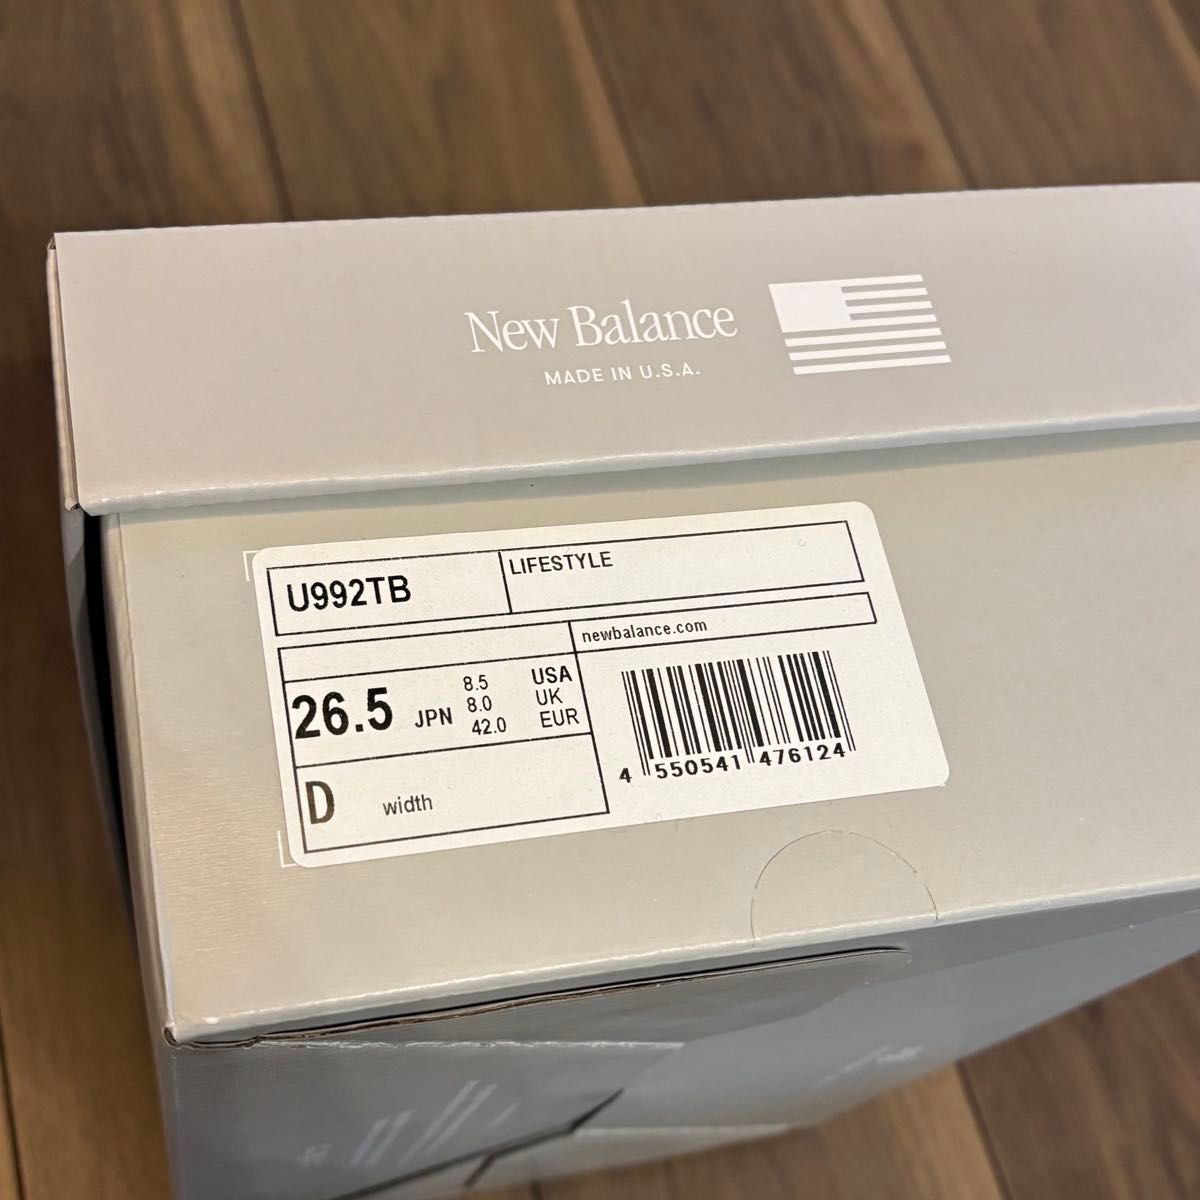 New Balance
MADE IN U.S.A.
U992TB
LIFESTYLE
newbalance.com
26.5 JPN
8.5 USA
8.0 UK
42.0 EUR
D width
4 550541 476124